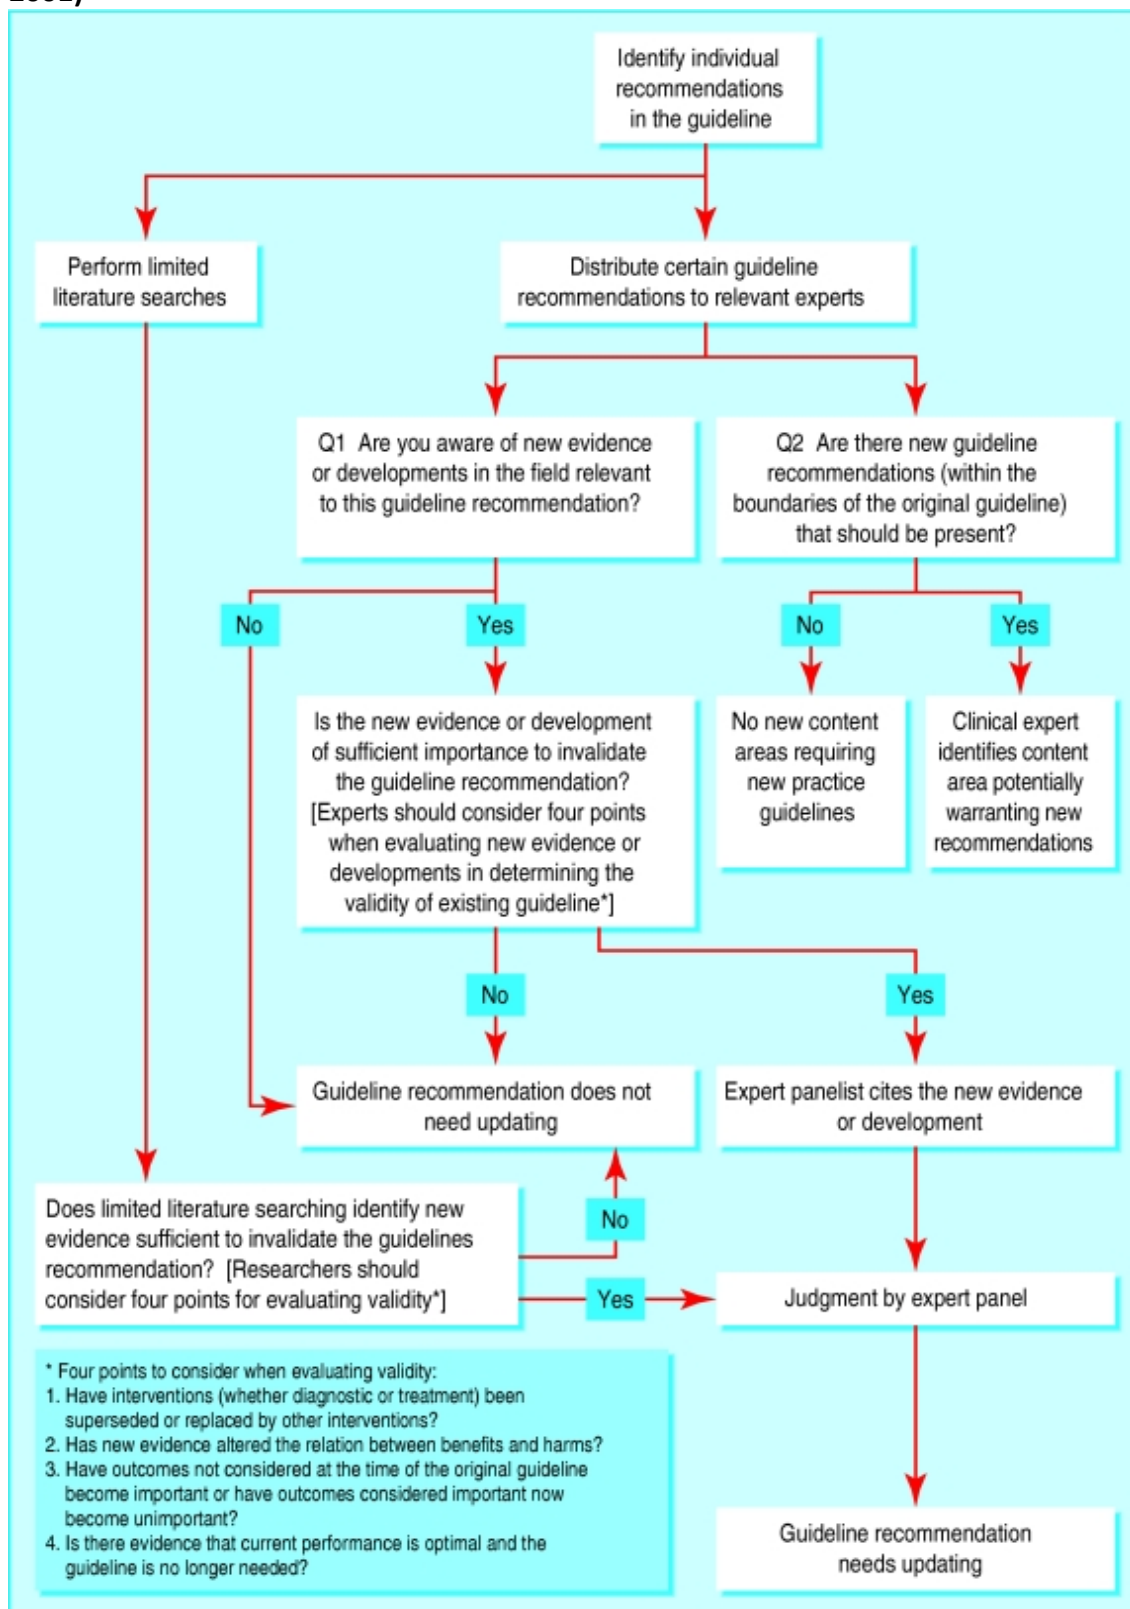 Identify individual
recommendations
in the guideline
Perform limited
literature searches
Distribute certain guideline
recommendations to relevant experts
Q1 Are you aware of new evidence
or developments in the field relevant
to this guideline recommendation?
Q2 Are there new guideline
recommendations (within the
boundaries of the original guideline)
that should be present?
No
Yes
No
Yes
Is the new evidence or development
of sufficient importance to invalidate
the guideline recommendation?
[Experts should consider four points
when evaluating new evidence or
developments in determining the
validity of existing guideline*]
No new content
areas requiring
new practice
guidelines
Clinical expert
identifies content
area potentially
warranting new
recommendations
No
Yes
Guideline recommendation does not
need updating
Expert panelist cites the new evidence
or development
Does limited literature searching identify new
evidence sufficient to invalidate the guidelines
recommendation? [Researchers should
consider four points for evaluating validity*]
No
Yes
Judgment by expert panel
* Four points to consider when evaluating validity:
1. Have interventions (whether diagnostic or treatment) been
superseded or replaced by other interventions?
2. Has new evidence altered the relation between benefits and harms?
3. Have outcomes not considered at the time of the original guideline
become important or have outcomes considered important now
become unimportant?
4. Is there evidence that current performance is optimal and the
guideline is no longer needed?
Guideline recommendation
needs updating